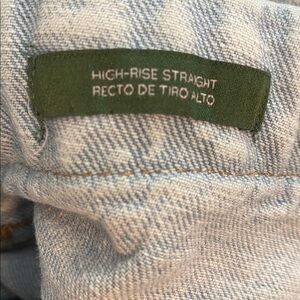 HIGH-RISE STRAIGHT
RECTO DE TIRO ALTO